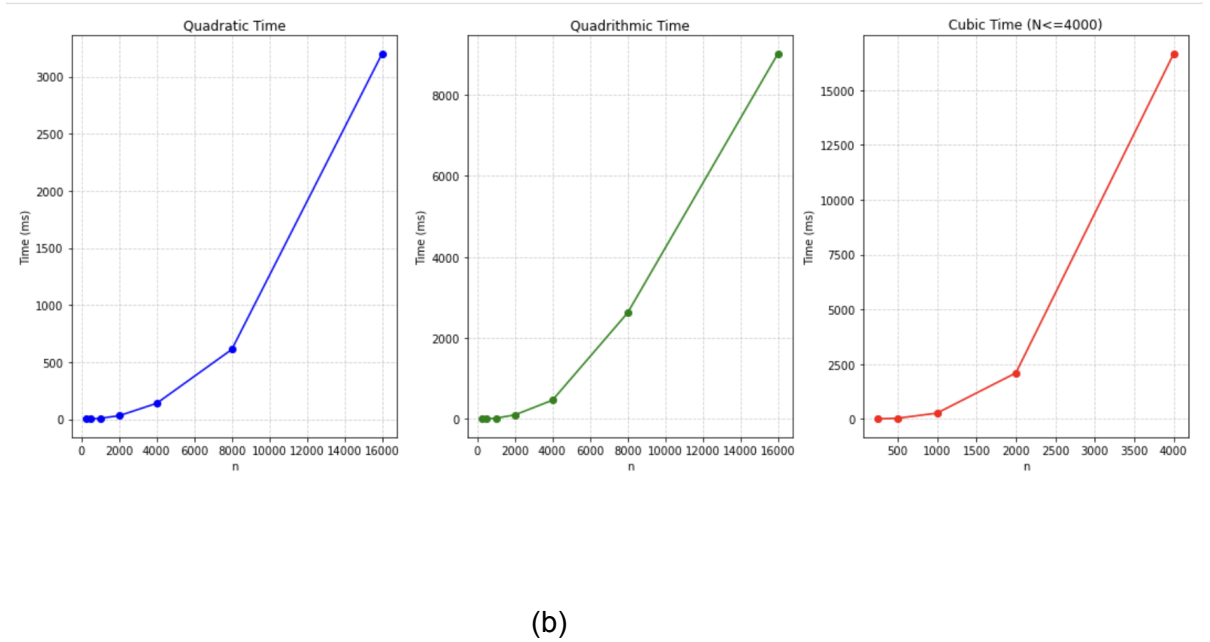 Quadratic Time
Quadrithmic Time
Cubic Time (N<=4000)
Time (ms)
3000
2500
2000
1500
1000
500
0
0 2000 4000 6000 8000 10000 12000 14000 16000
n
Time (ms)
8000
6000
4000
2000
0
0 2000 4000 6000 8000 10000 12000 14000 16000
n
Time (ms)
15000
12500
10000
7500
5000
2500
0
500 1000 1500 2000 2500 3000 3500 4000
n
(b)